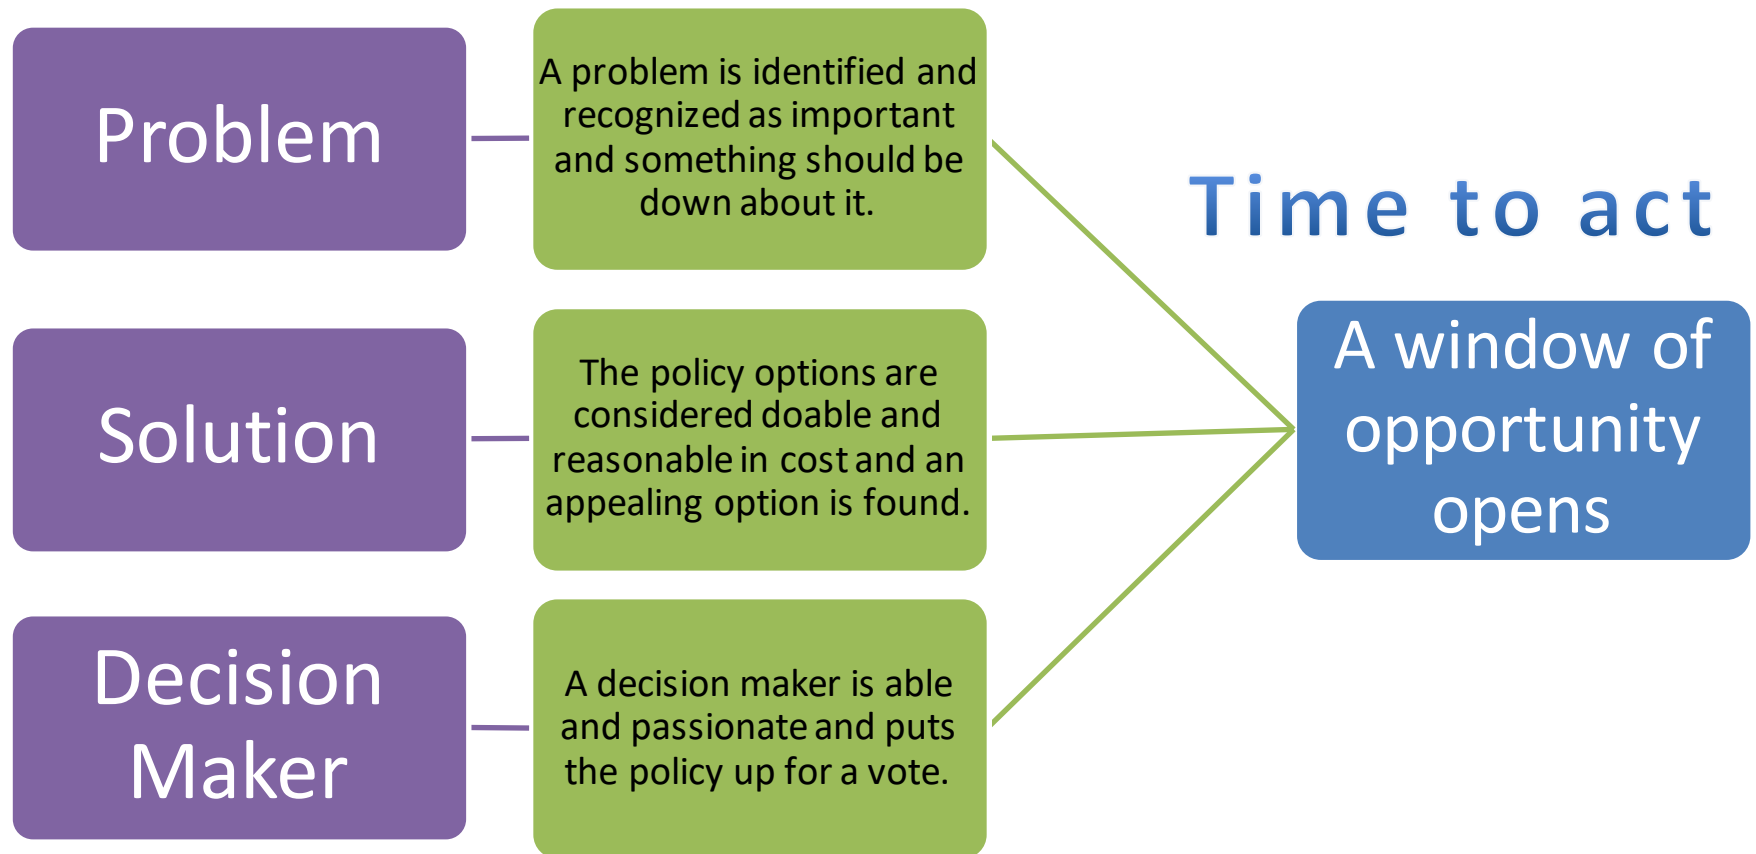 Problem
A problem is identified and
recognized as important
and something should be
down about it.
Solution
The policy options are
considered doable and
reasonable in cost and an
appealing option is found.
Decision
Maker
A decision maker is able
and passionate and puts
the policy up for a vote.
Time to act
A window of
opportunity
opens